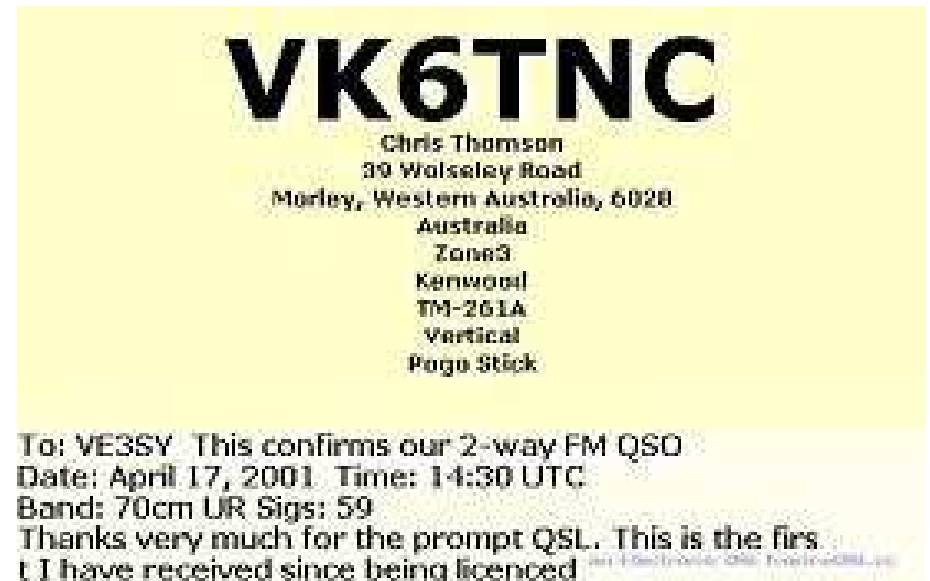 VK6TNC
Chris Thomson
39 Wolseley Road
Morley, Western Australia, 6028
Australia
Zone3
Kenwood
TM-261A
Vertical
Pogo Stick
To: VE3SY This confirms our 2-way FM QSO
Date: April 17, 2001 Time: 14:30 UTC
Band: 70cm UR Sigs: 59
Thanks very much for the prompt QSL. This is the firs
t I have received since being licenced